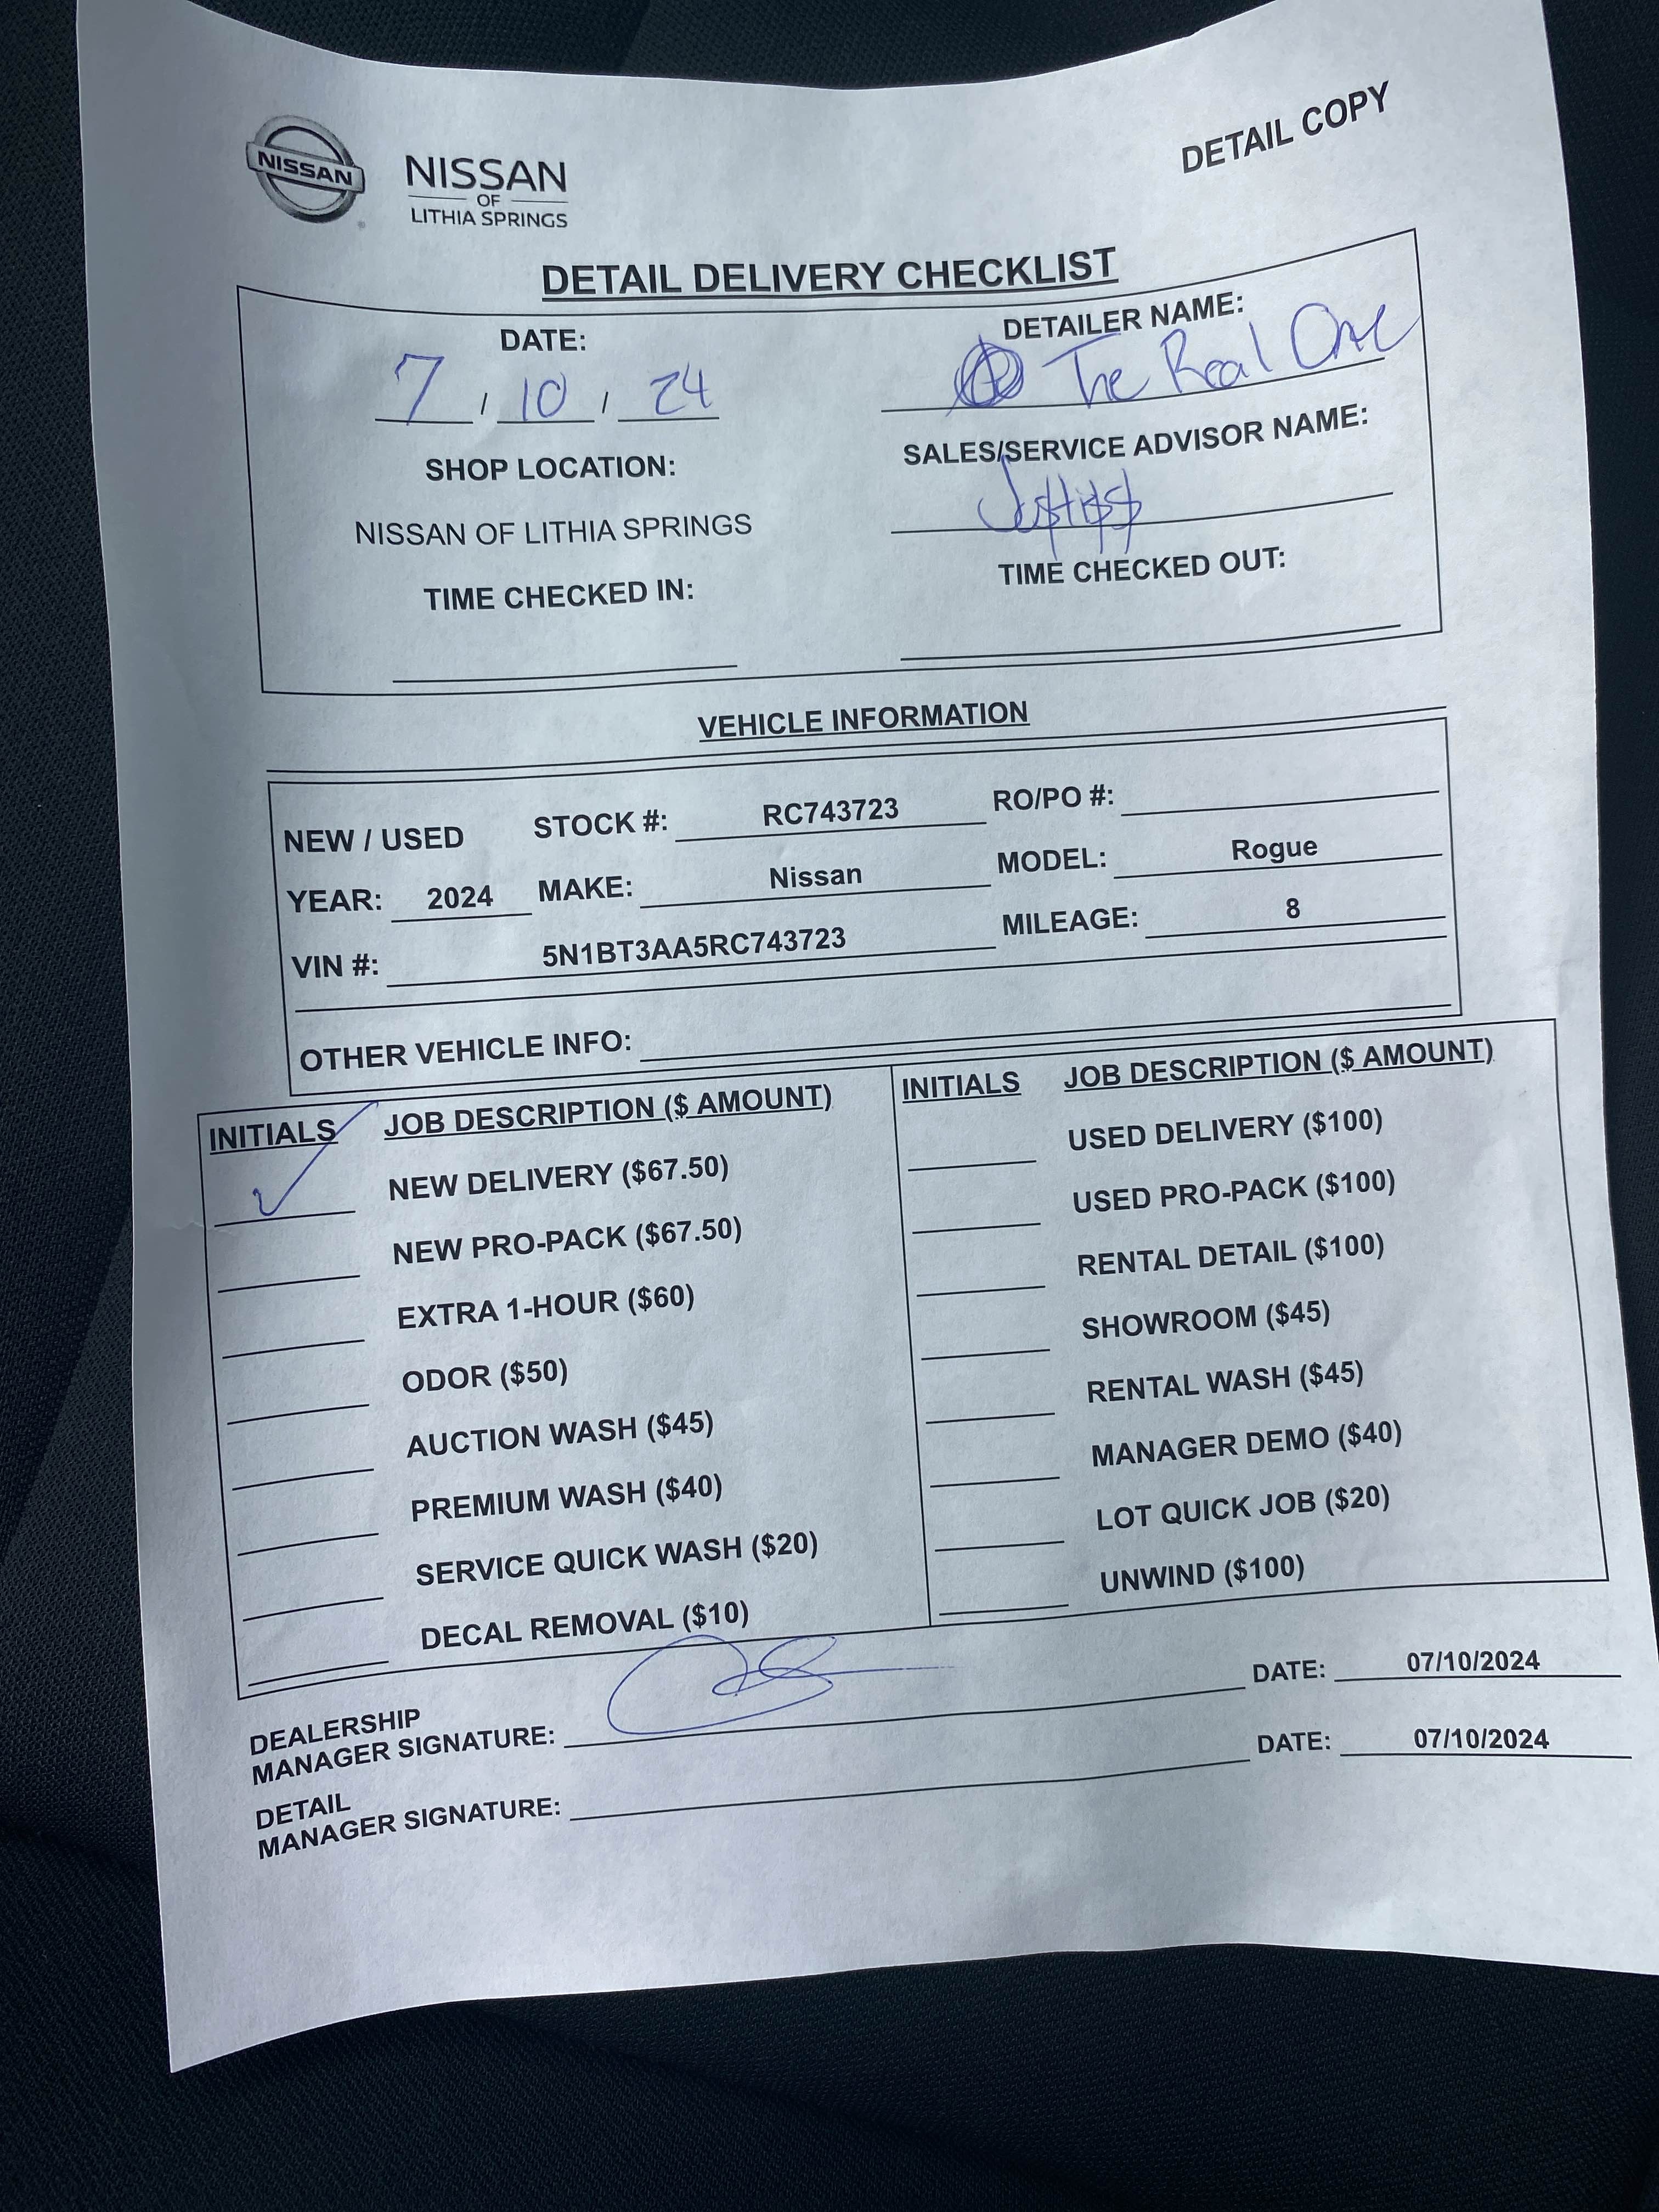 DETAIL COPY
NISSAN
NISSAN
OF
LITHIA SPRINGS
DETAIL DELIVERY CHECKLIST
DATE:
7 / 10 / 24
DETAILER NAME:
The Real One
SHOP LOCATION:
NISSAN OF LITHIA SPRINGS
SALES/SERVICE ADVISOR NAME:
TIME CHECKED IN:
TIME CHECKED OUT:
VEHICLE INFORMATION
NEW / USED STOCK #: RC743723 RO/PO #:
YEAR: 2024 MAKE: Nissan MODEL: Rogue
VIN #: 5N1BT3AA5RC743723 MILEAGE: 8
OTHER VEHICLE INFO:
INITIALS JOB DESCRIPTION ($ AMOUNT)
NEW DELIVERY ($67.50)
NEW PRO-PACK ($67.50)
EXTRA 1-HOUR ($60)
ODOR ($50)
AUCTION WASH ($45)
PREMIUM WASH ($40)
SERVICE QUICK WASH ($20)
DECAL REMOVAL ($10)
INITIALS JOB DESCRIPTION ($ AMOUNT)
USED DELIVERY ($100)
USED PRO-PACK ($100)
RENTAL DETAIL ($100)
SHOWROOM ($45)
RENTAL WASH ($45)
MANAGER DEMO ($40)
LOT QUICK JOB ($20)
UNWIND ($100)
DEALERSHIP
MANAGER SIGNATURE: DATE: 07/10/2024
DETAIL
MANAGER SIGNATURE: DATE: 07/10/2024